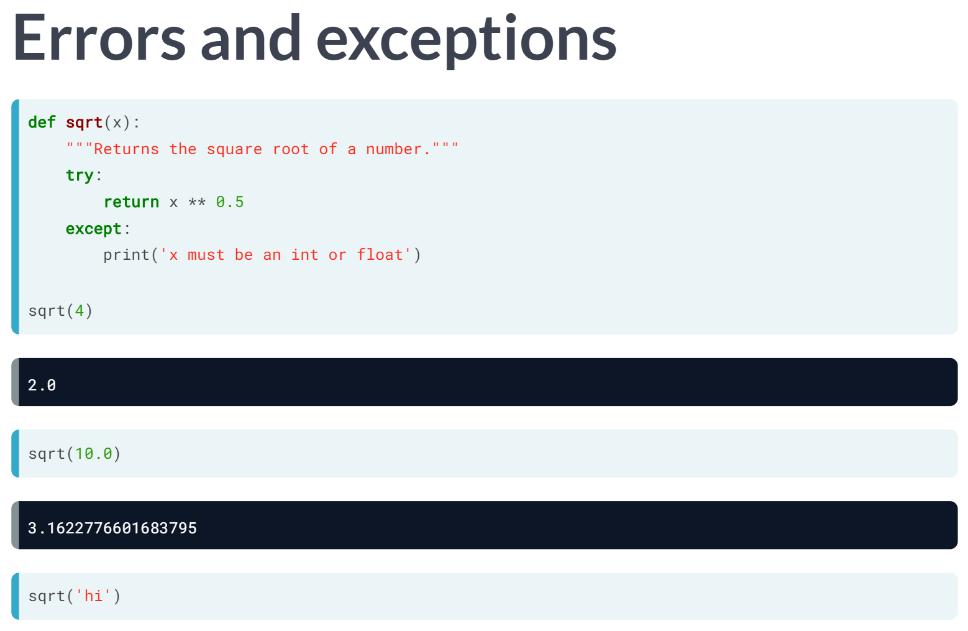 Errors and exceptions
def sqrt(x):
    """Returns the square root of a number."""
    try:
        return x ** 0.5
    except:
        print('x must be an int or float')
sqrt(4)
2.0
sqrt(10.0)
3.1622776601683795
sqrt('hi')